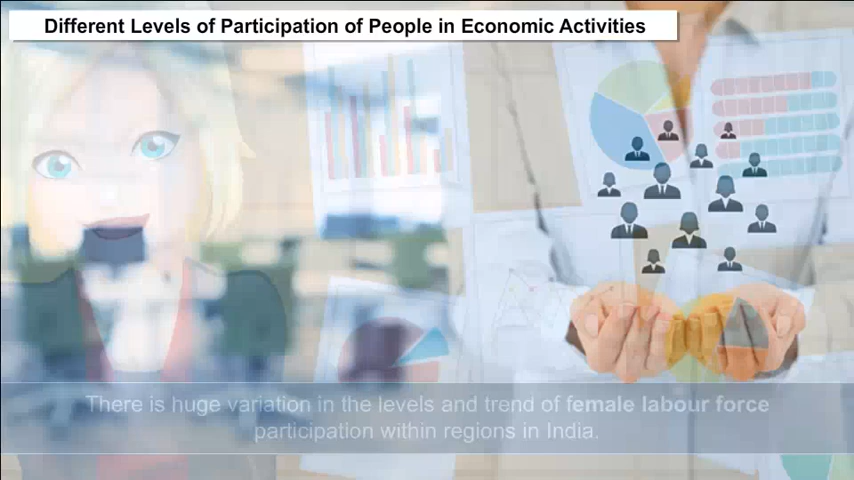 Different Levels of Participation of People in Economic Activities
There is huge variation in the levels and trend of female labour force
participation within regions in India.